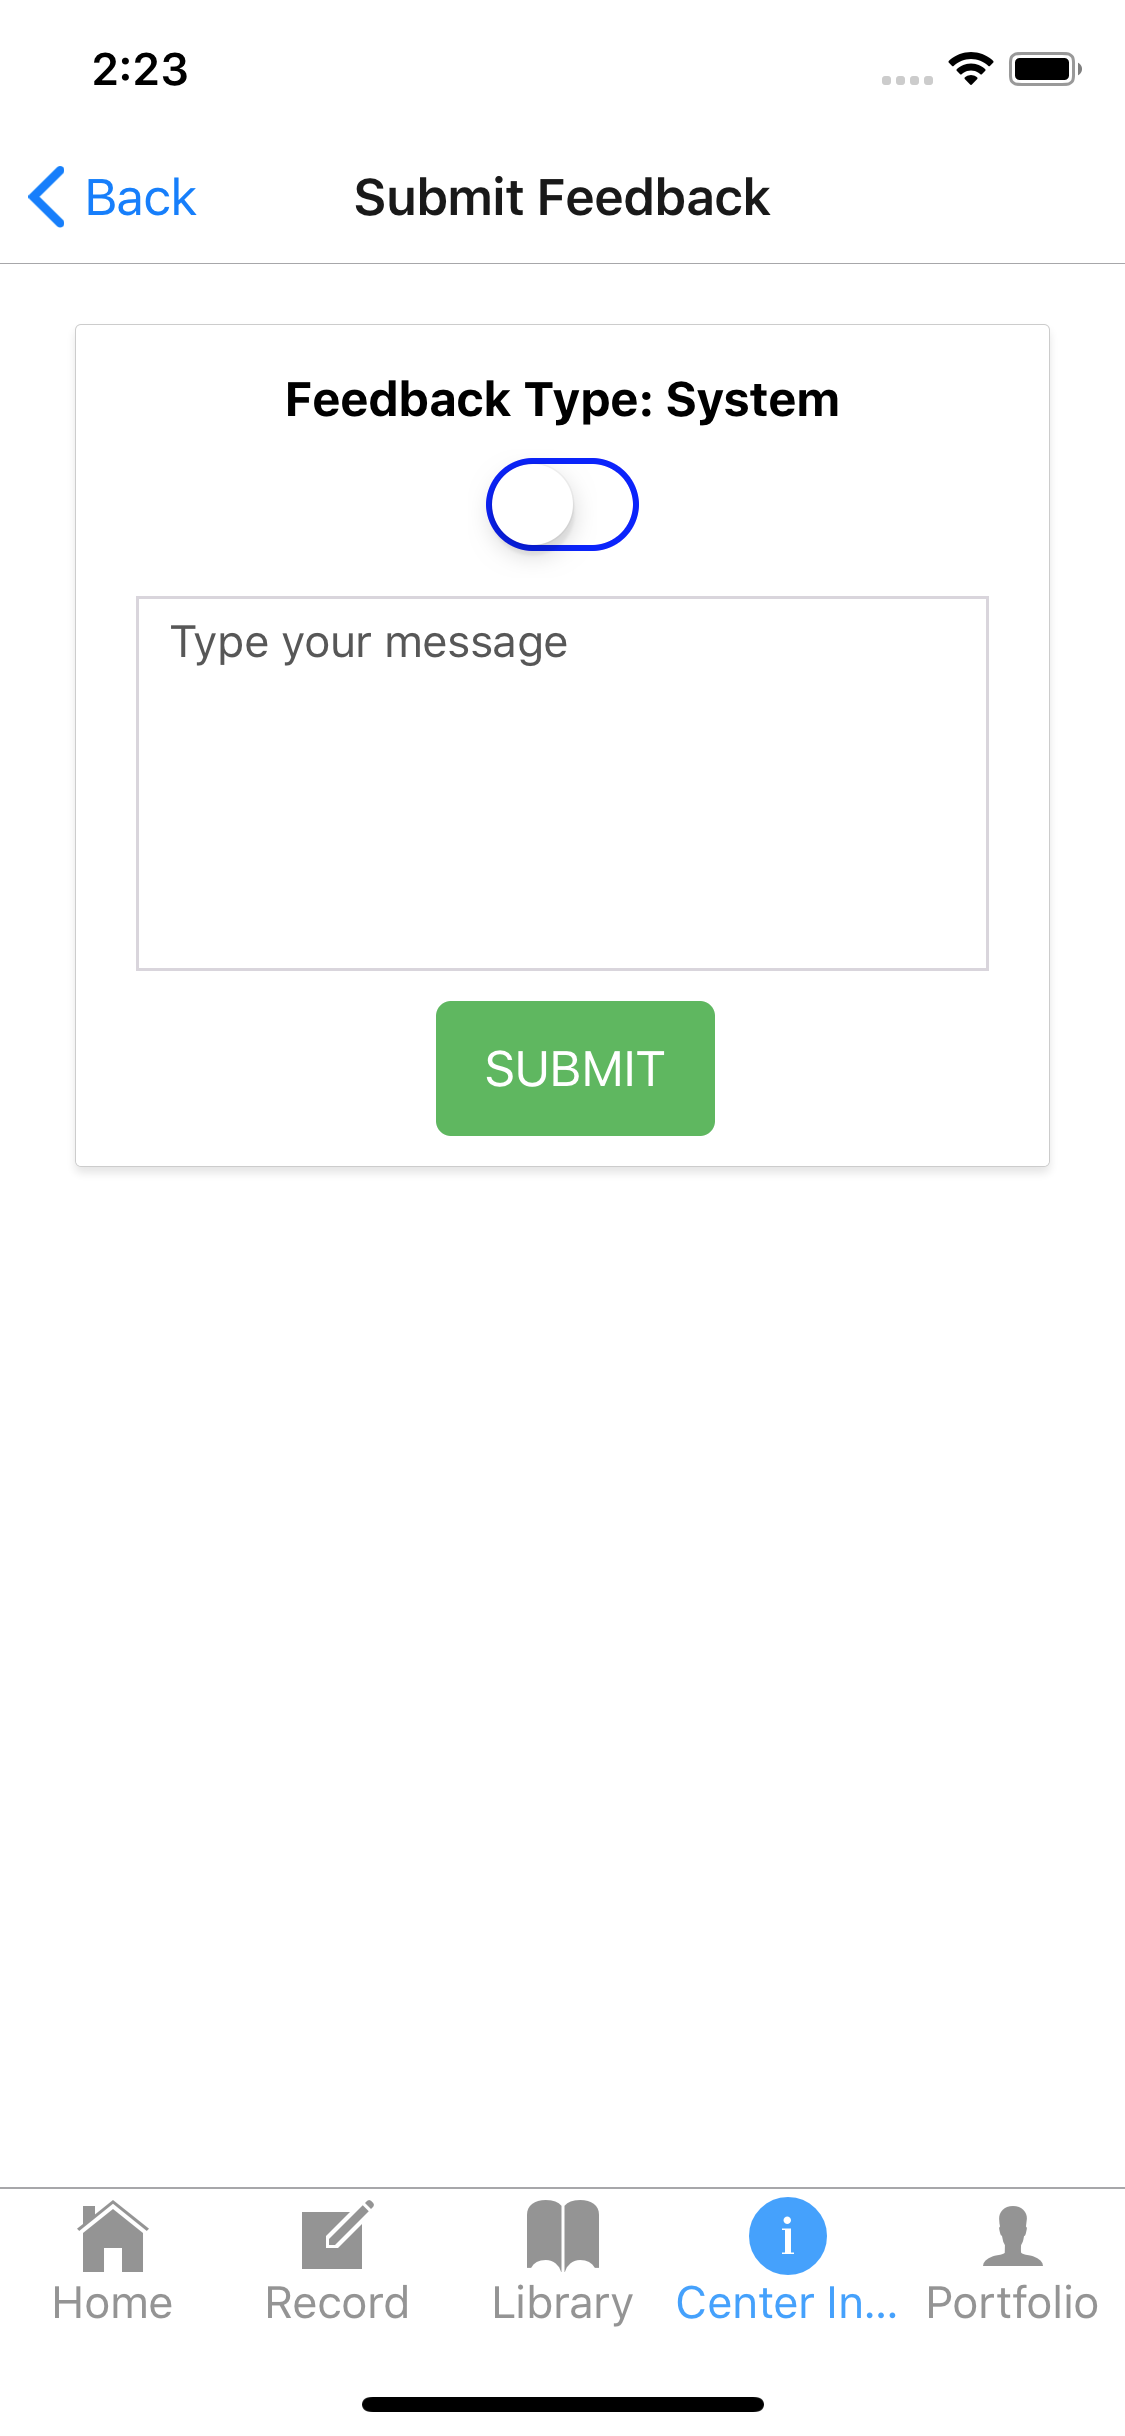 2:23
Back
Submit Feedback
Feedback Type: System
Type your message
SUBMIT
Home
Record
Library
Center In...
Portfolio